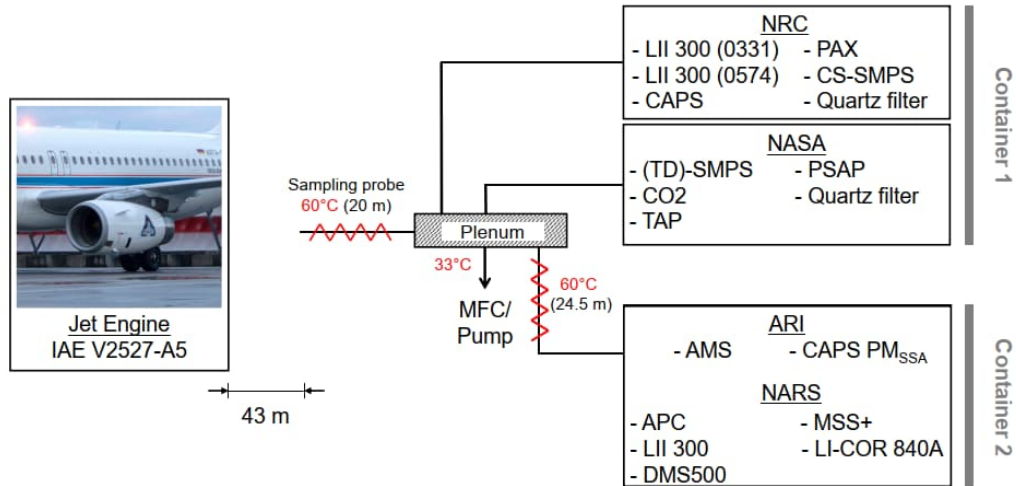 Jet Engine
IAE V2527-A5
43 m
Sampling probe
60°C (20 m)
Plenum
33°C
MFC/
Pump
60°C
(24.5 m)
NRC
- LII 300 (0331) - PAX
- LII 300 (0574) - CS-SMPS
- CAPS - Quartz filter
NASA
- (TD)-SMPS - PSAP
- CO2 - Quartz filter
- TAP
Container 1
ARI
- AMS - CAPS PMSSA
NARS
- APC - MSS+
- LII 300 - LI-COR 840A
- DMS500
Container 2